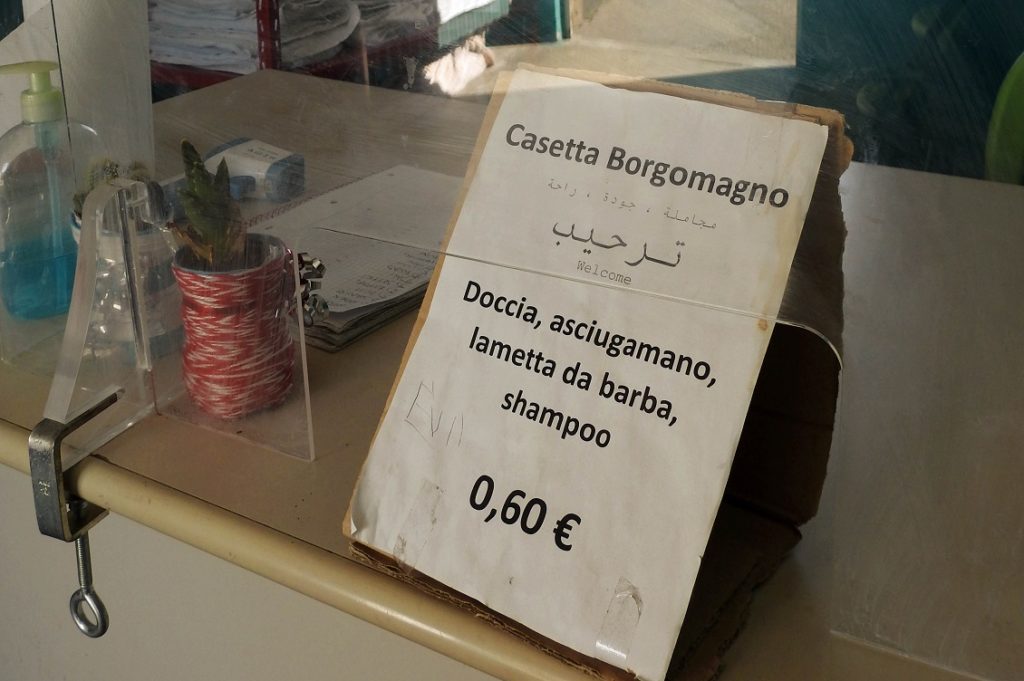 Casetta Borgomagno
مجاملة ، جودة ، راحة
ترحيب
Welcome
Doccia, asciugamano,
lametta da barba,
shampoo
0,60 €